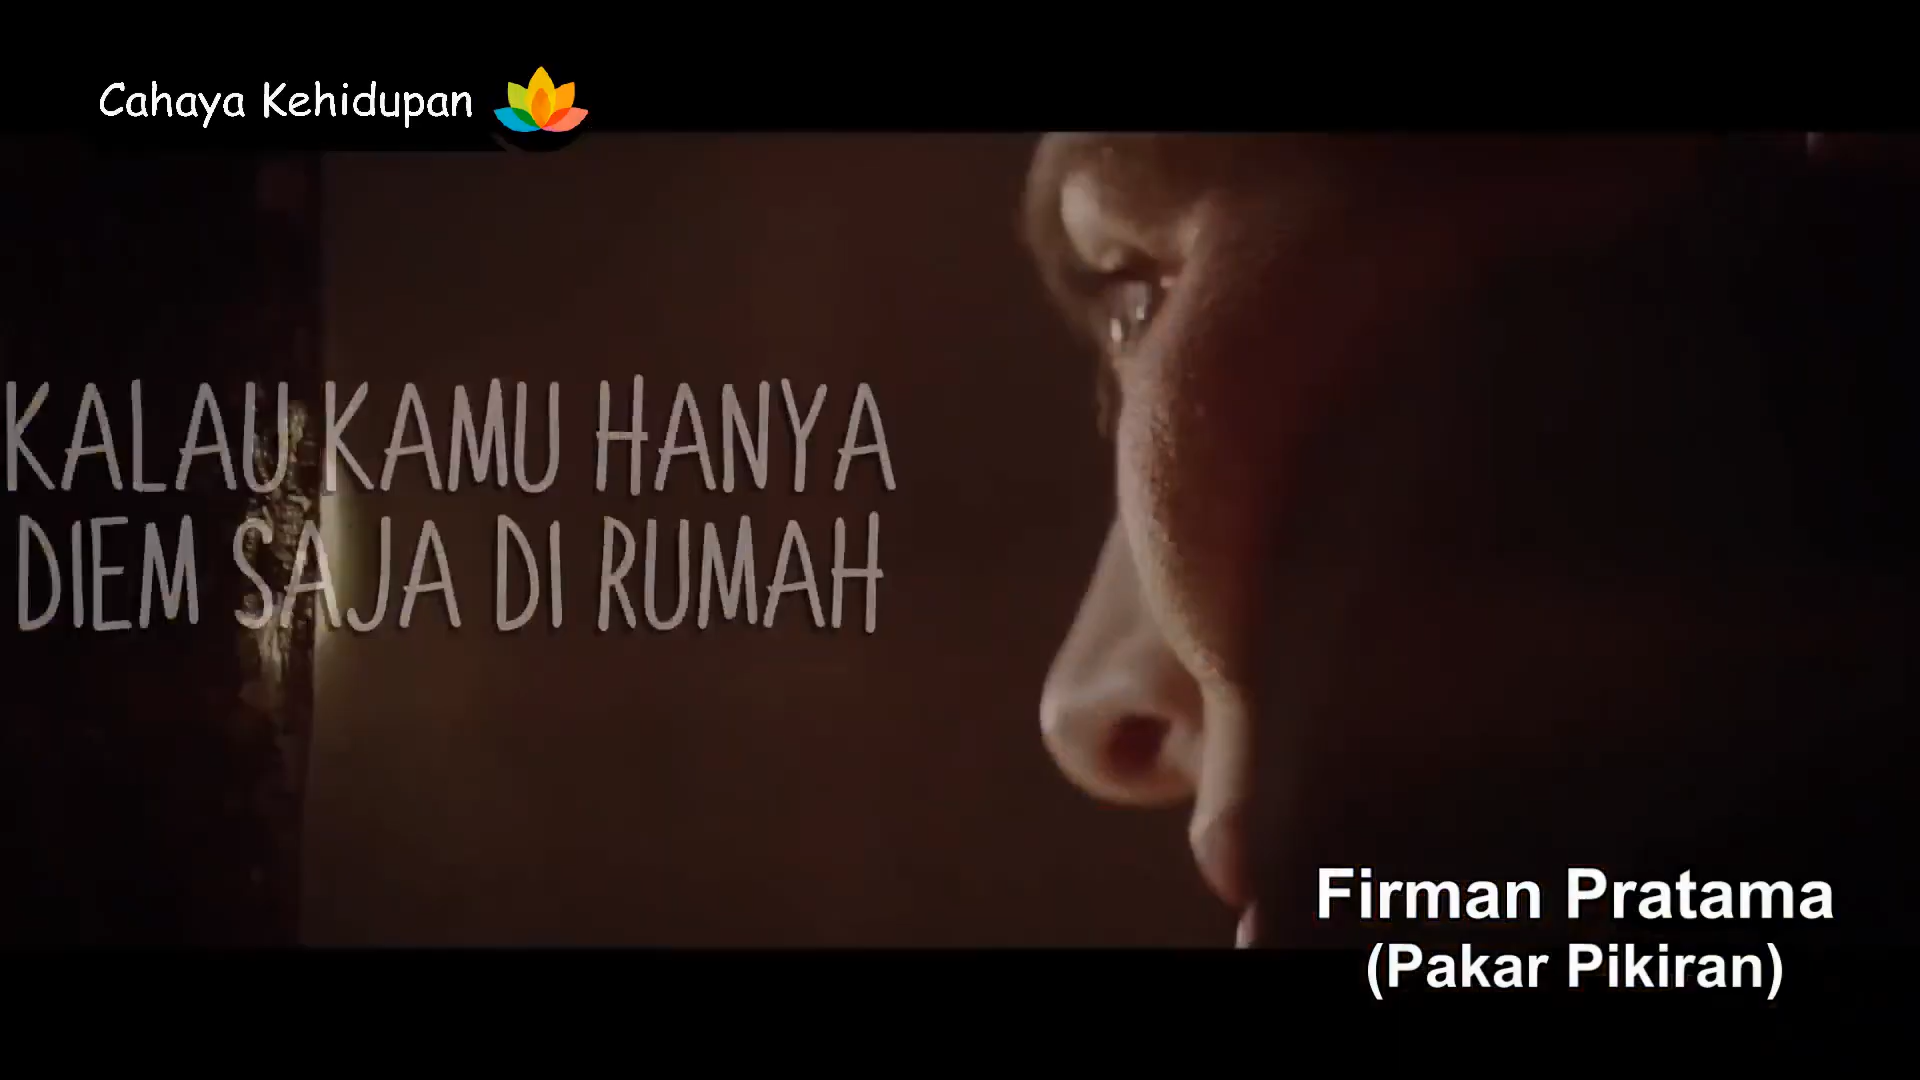 Cahaya Kehidupan
KALAU KAMU HANYA
DIEM SAJA DI RUMAH
Firman Pratama
(Pakar Pikiran)